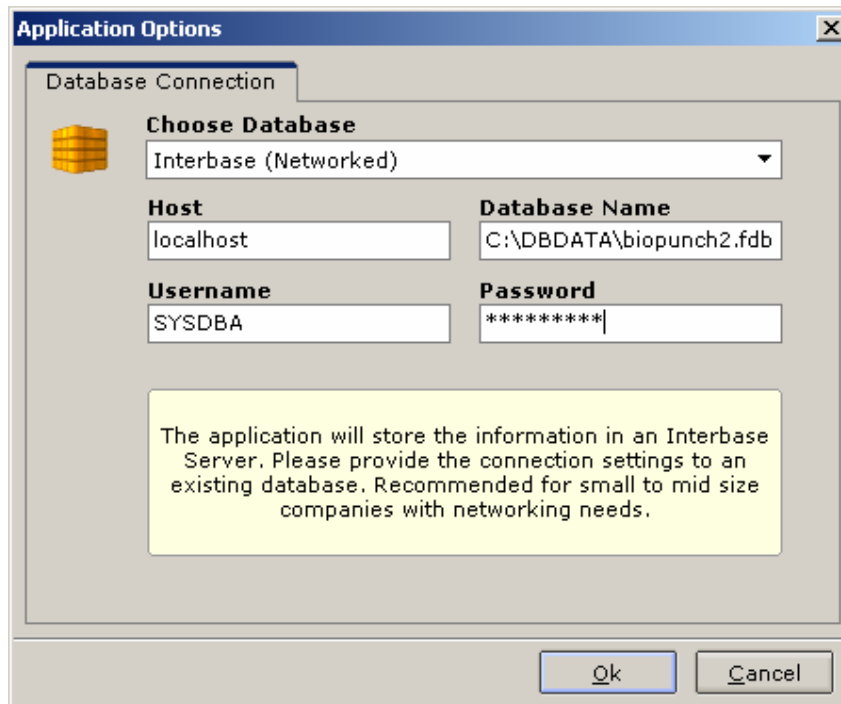 Application Options
Database Connection
Choose Database
Interbase (Networked)
Host
Database Name
localhost
C:\DBDATA\biopunch2.fdb
Username
Password
SYSDBA
*********
The application will store the information in an Interbase
Server. Please provide the connection settings to an
existing database. Recommended for small to mid size
companies with networking needs.
Ok
Cancel